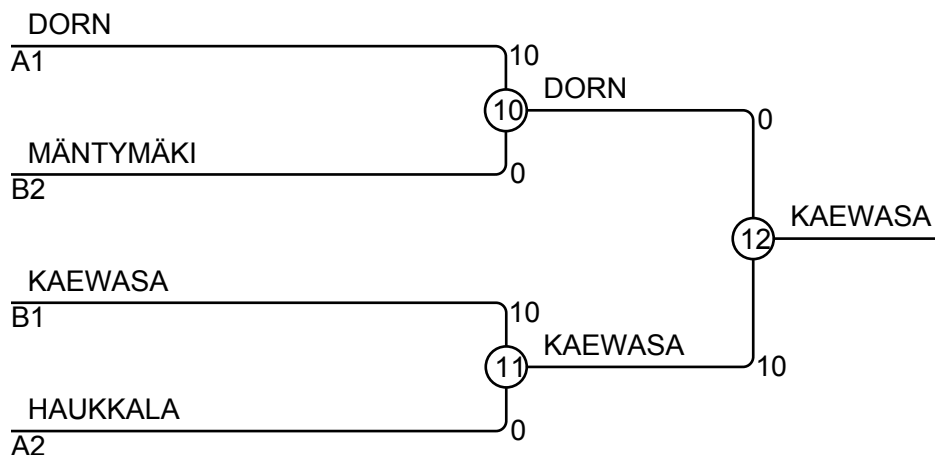 DORN
A1
10
10
DORN
0
MÄNTYMÄKI
B2
0
12
KAEWASA
KAEWASA
B1
10
11
KAEWASA
10
HAUKKALA
A2
0